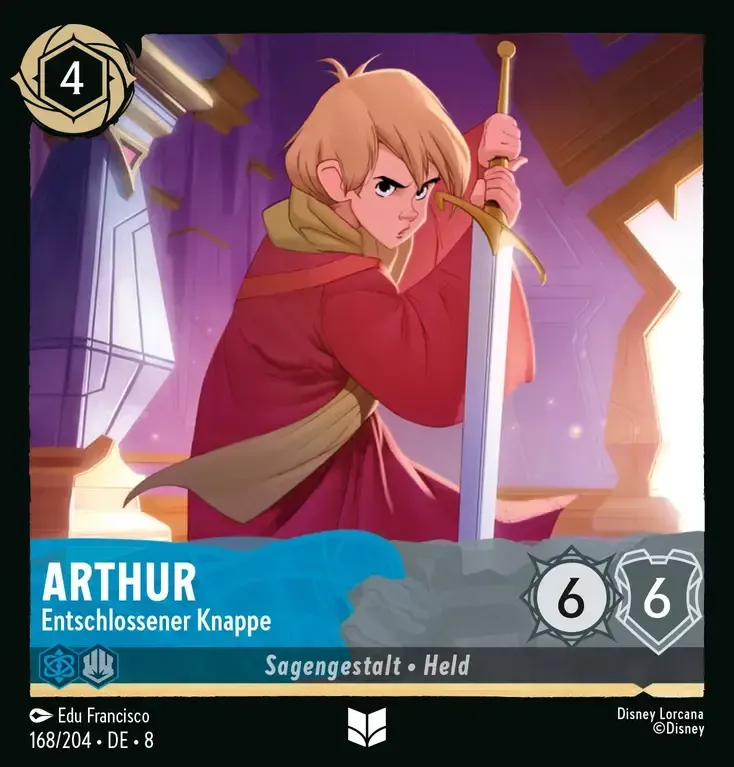 4
ARTHUR
Entschlossener Knappe
6 6
Sagengestalt • Held
Edu Francisco
168/204 • DE • 8
Disney Lorcana
©Disney